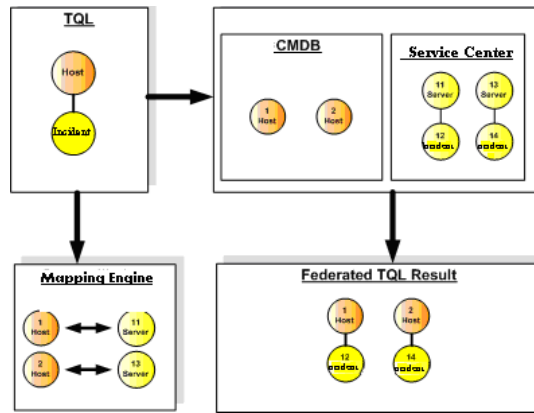 TQL
Host
Incident
CMDB
1
Host
2
Host
Service Center
11
Server
13
Server
12
14
Mapping Engine
1
Host
11
Server
2
Host
13
Server
Federated TQL Result
1
Host
2
Host
12
14